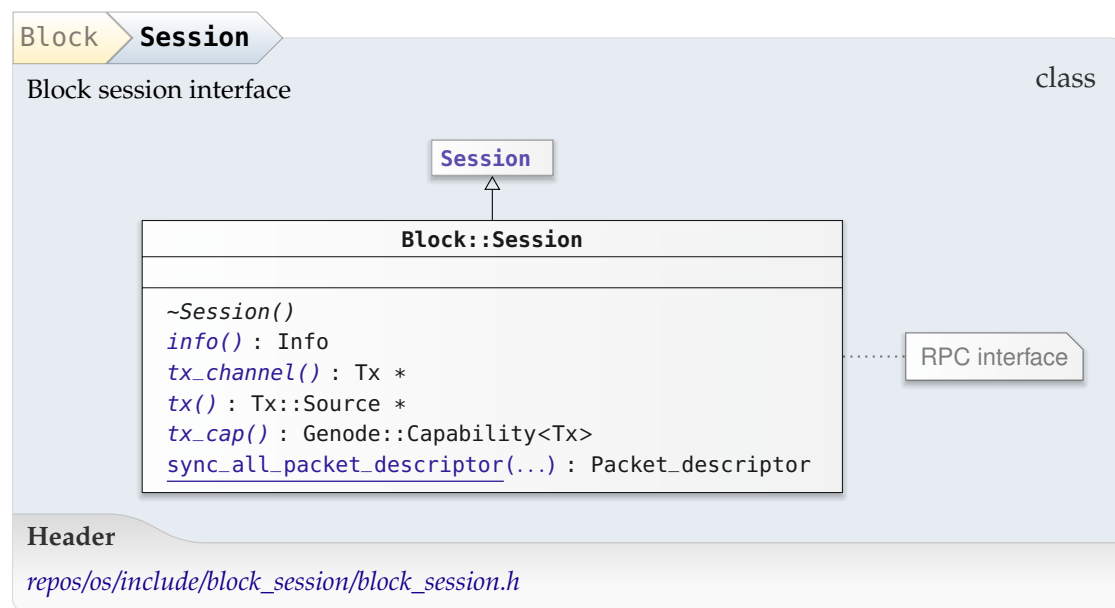 Block Session
class
Block session interface
Session
Block::Session
~Session()
info() : Info
tx_channel() : Tx *
tx() : Tx::Source *
tx_cap() : Genode::Capability<Tx>
sync_all_packet_descriptor(...) : Packet_descriptor
RPC interface
Header
repos/os/include/block_session/block_session.h